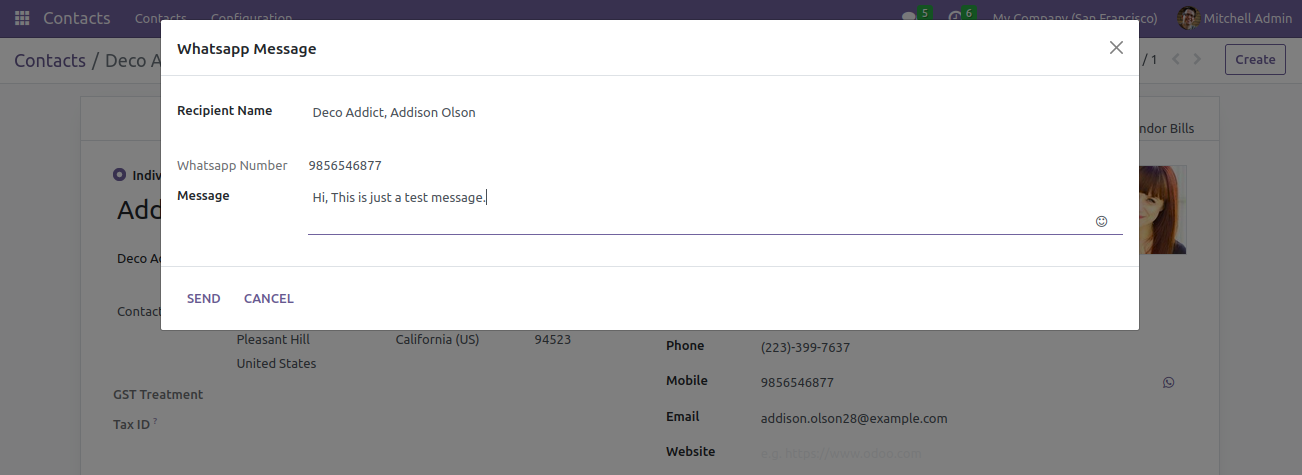 Contacts Contacts Configuration 5 6 My Company (San Francisco) Mitchell Admin
Contacts / Deco A / 1 Create
Whatsapp Message
Recipient Name Deco Addict, Addison Olson
ndor Bills
Whatsapp Number 9856546877
Indiv
Message Hi, This is just a test message.
Add
Deco Ad
SEND CANCEL
Contact
Pleasant Hill California (US) 94523
United States
Phone (223)-399-7637
Mobile 9856546877
GST Treatment
Email addison.olson28@example.com
Tax ID ?
Website e.g. https://www.odoo.com